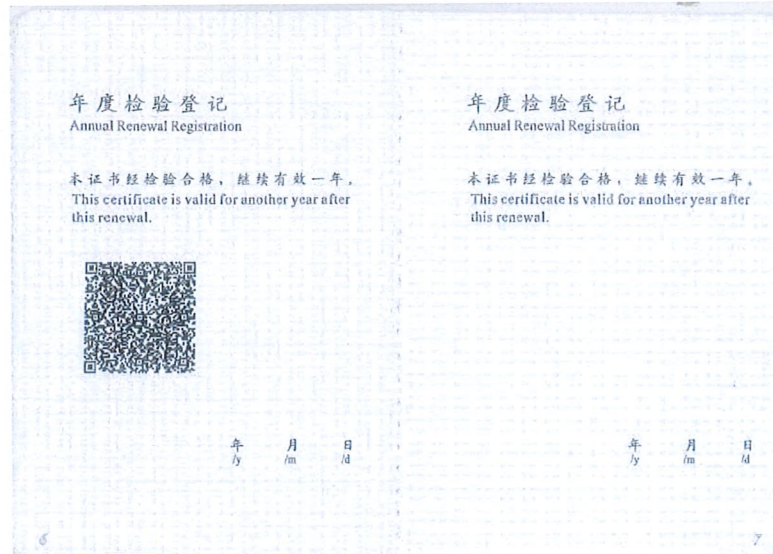 年度检验登记
Annual Renewal Registration
本证书经检验合格，继续有效一年。
This certificate is valid for another year after
this renewal.
年 月 日
/y /m /d
6
年度检验登记
Annual Renewal Registration
本证书经检验合格，继续有效一年。
This certificate is valid for another year after
this renewal.
年 月 日
/y /m /d
7